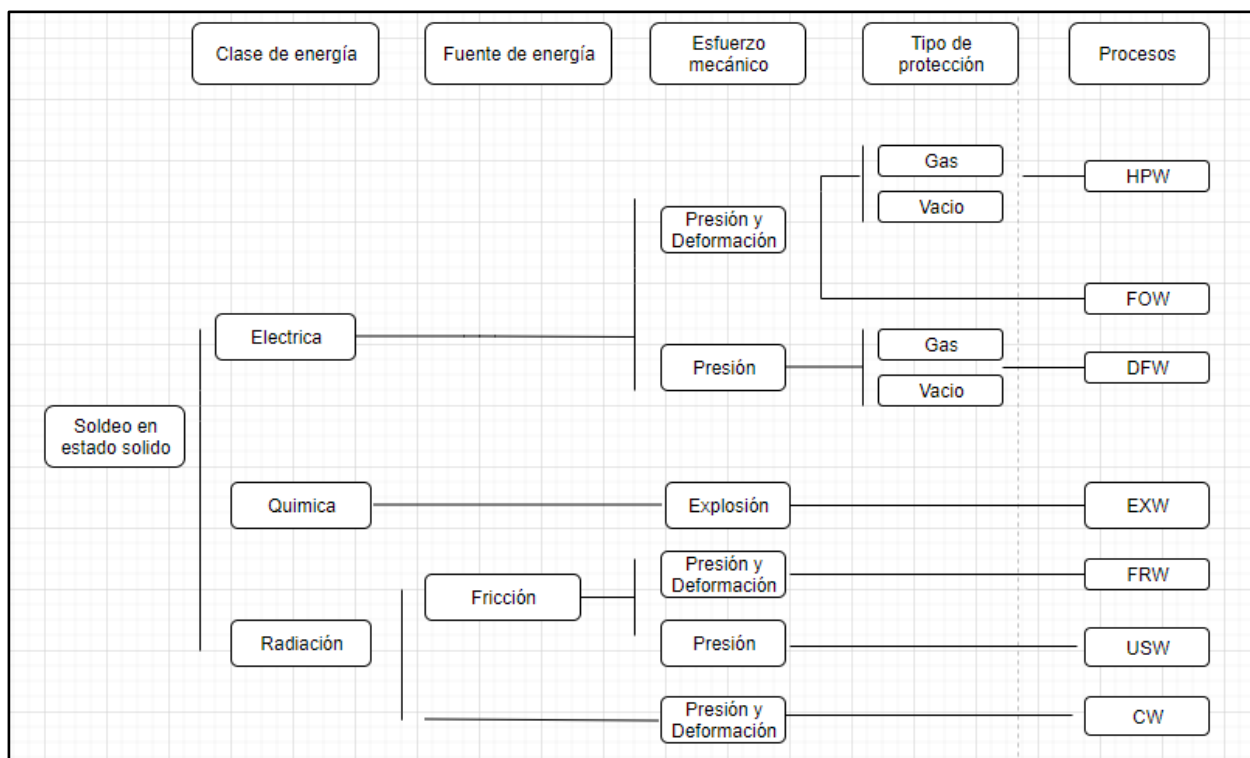 Clase de energía
Fuente de energía
Esfuerzo
mecánico
Tipo de
protección
Procesos
Gas
HPW
Vacio
Presión y
Deformación
FOW
Electrica
Gas
Presión
DFW
Vacio
Soldeo en
estado solido
Quimica
Explosión
EXW
Presión y
Deformación
FRW
Fricción
Radiación
Presión
USW
Presión y
Deformación
CW